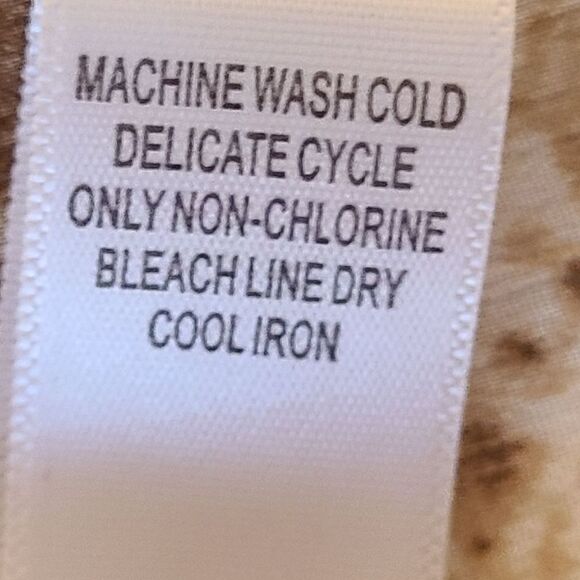 MACHINE WASH COLD
DELICATE CYCLE
ONLY NON-CHLORINE
BLEACH LINE DRY
COOL IRON